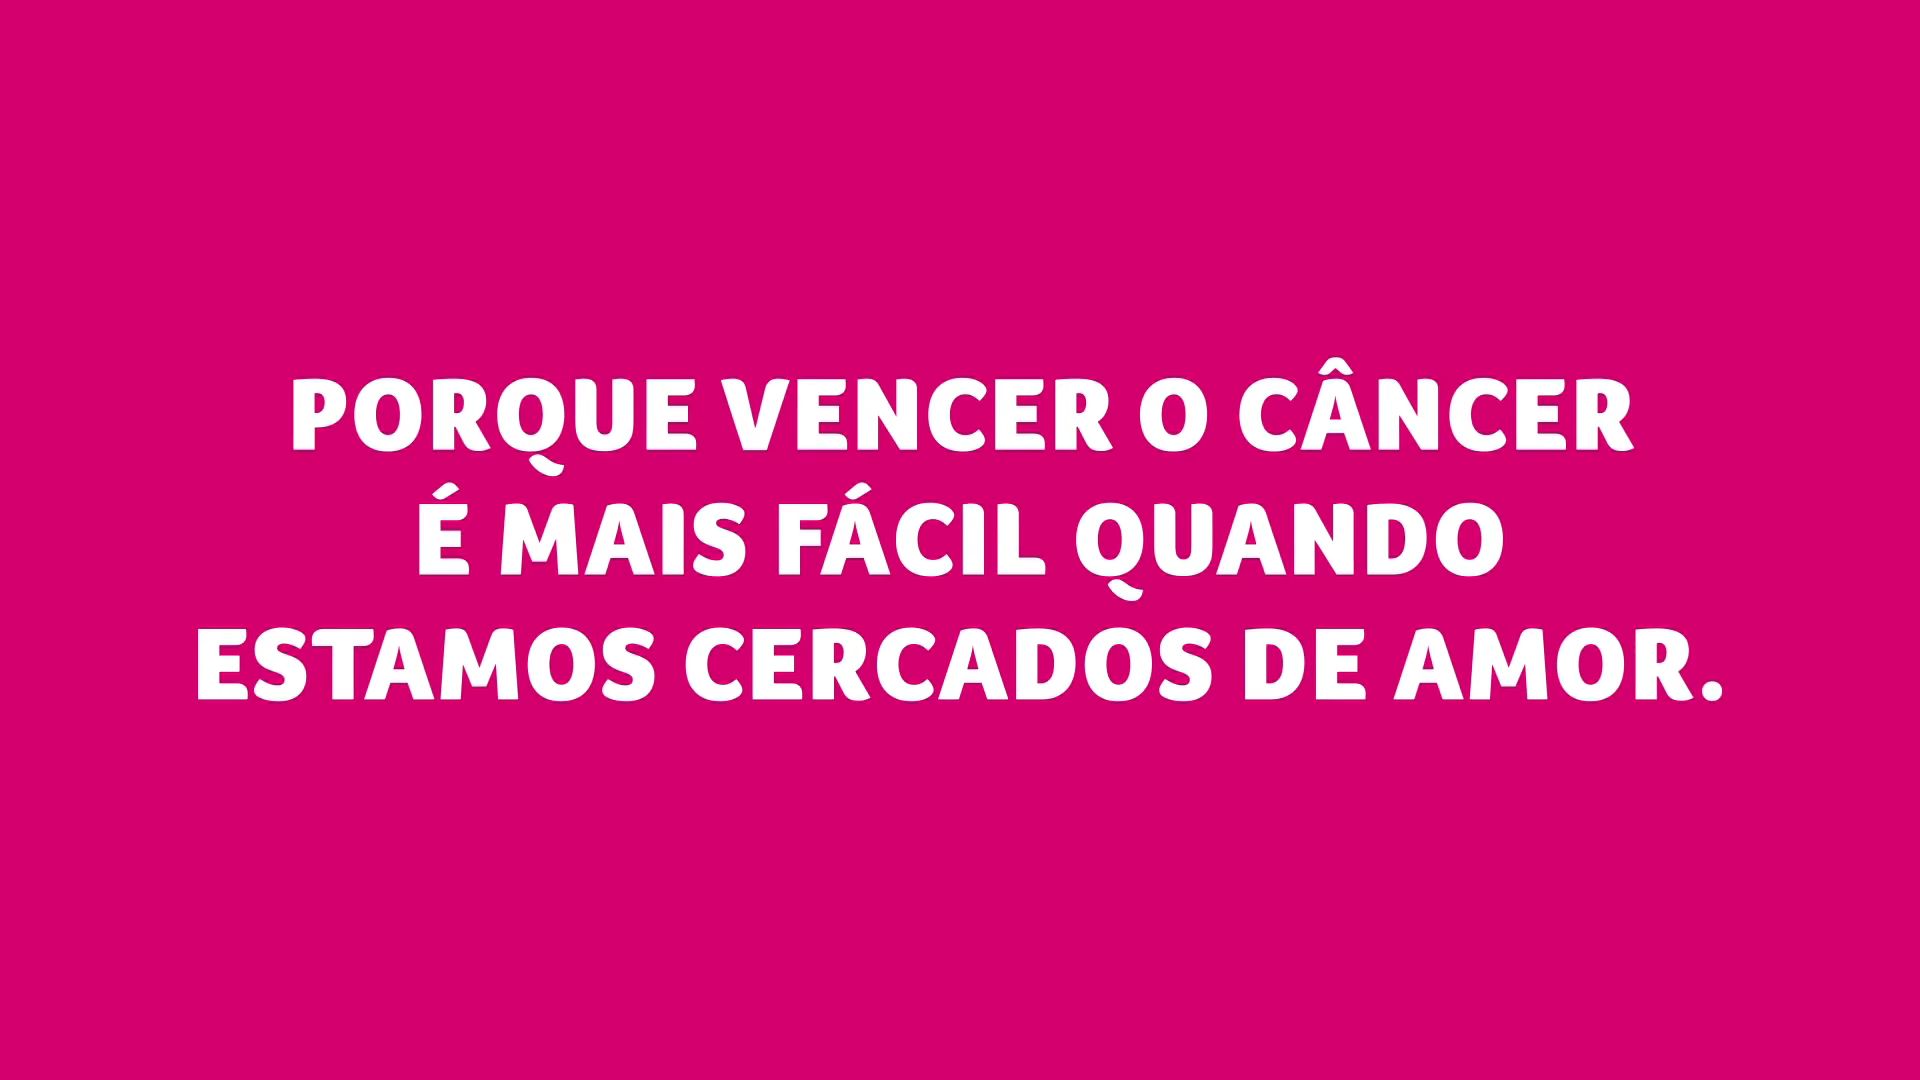 PORQUE VENCER O CÂNCER
É MAIS FÁCIL QUANDO
ESTAMOS CERCADOS DE AMOR.